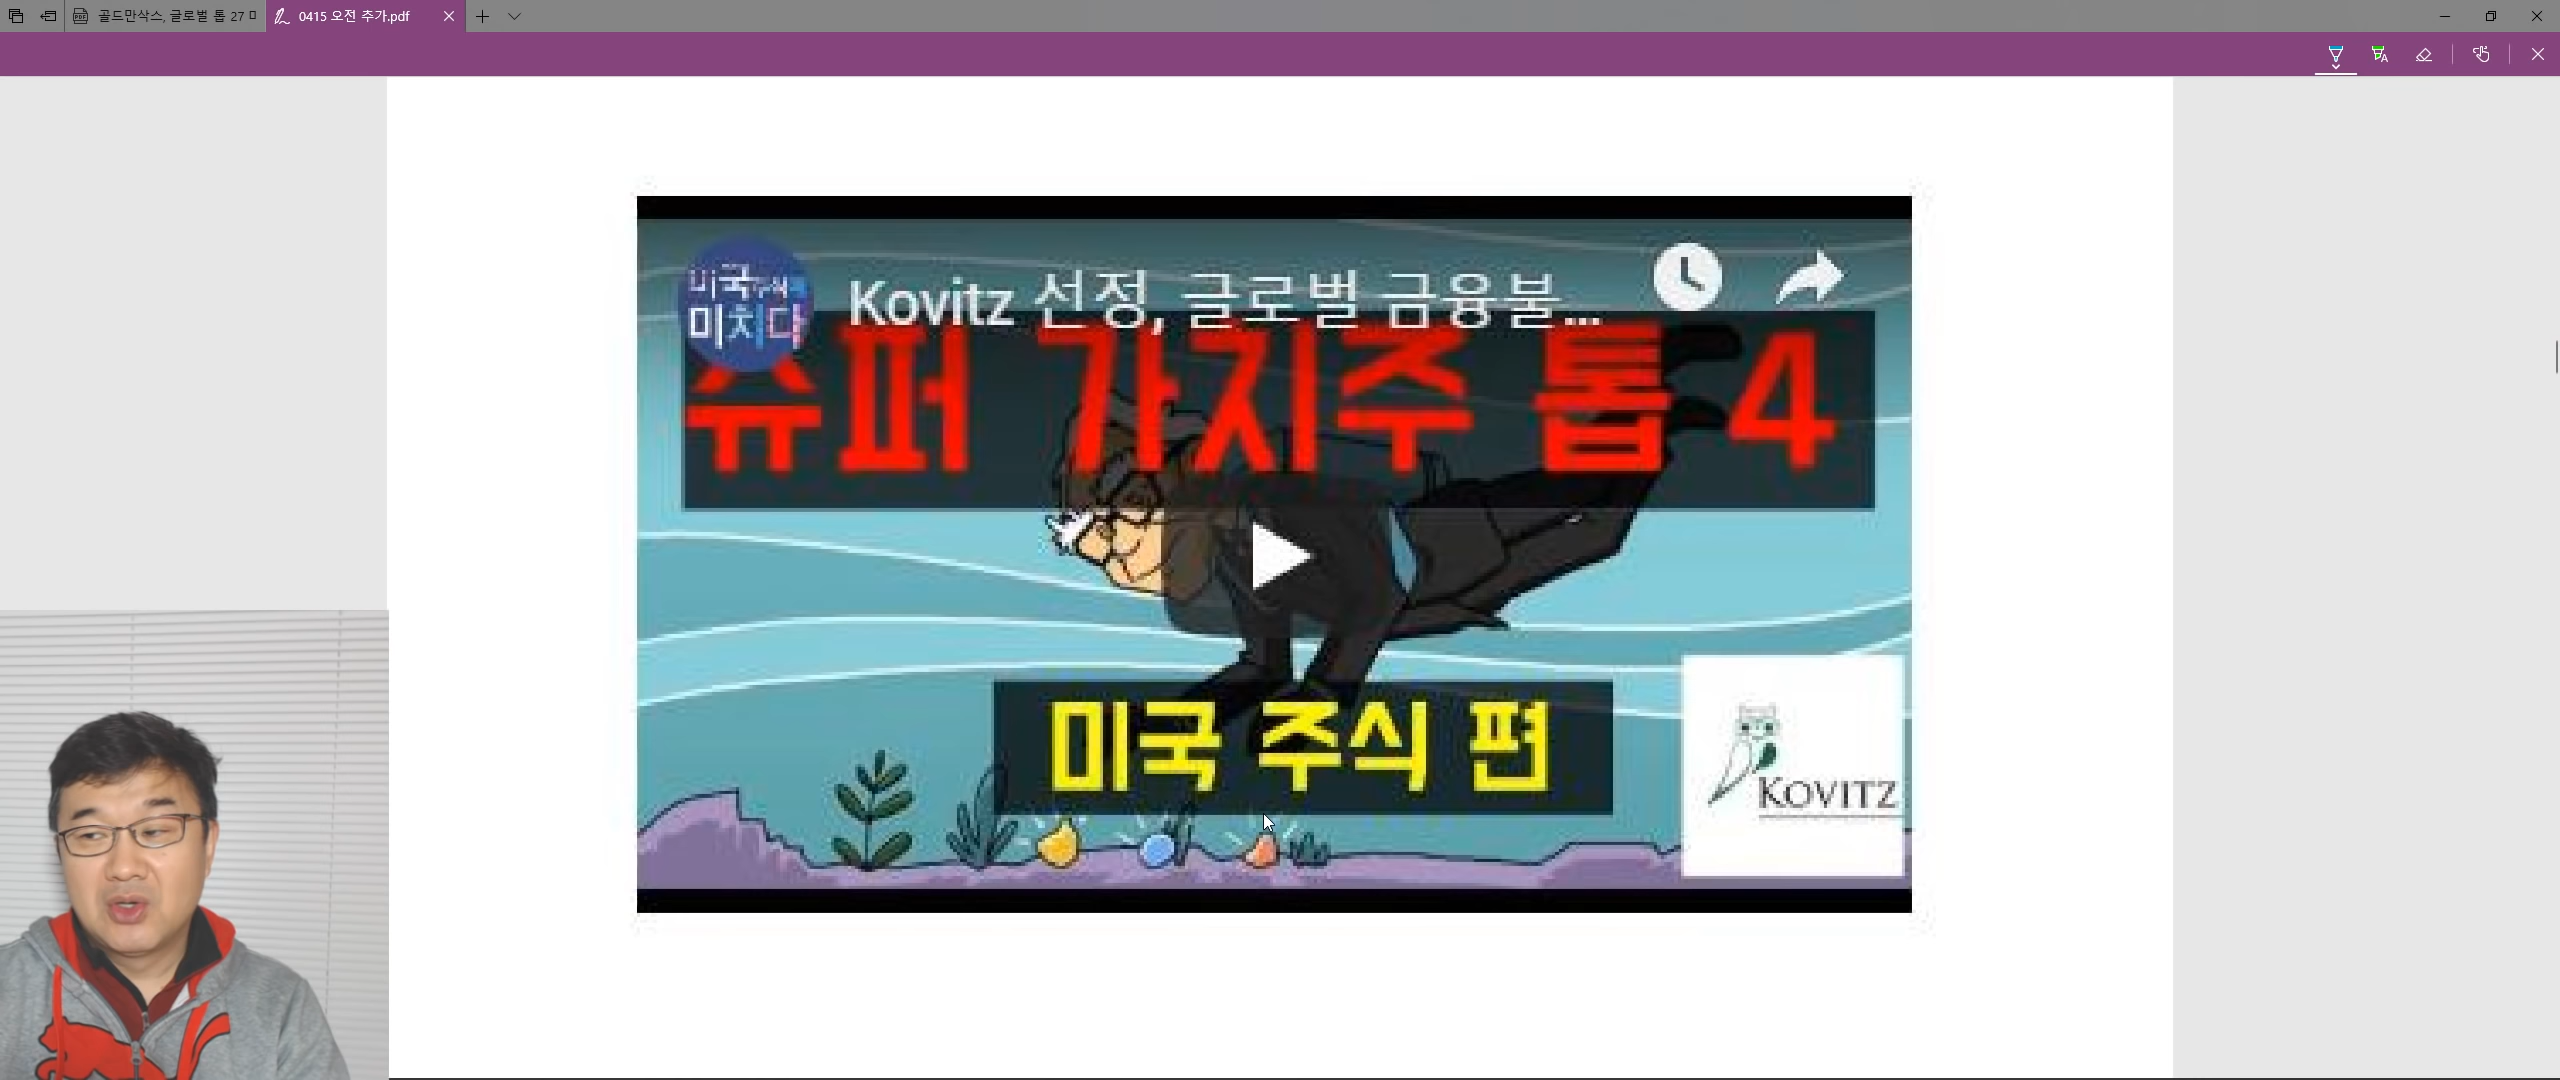 골드만삭스, 글로벌 톱 27 미
0415 오전 추가.pdf
미국주식에
미치다
Kovitz 선정, 글로벌 금융불...
슈퍼 가치주 톱 4
미국 주식 편
KOVITZ